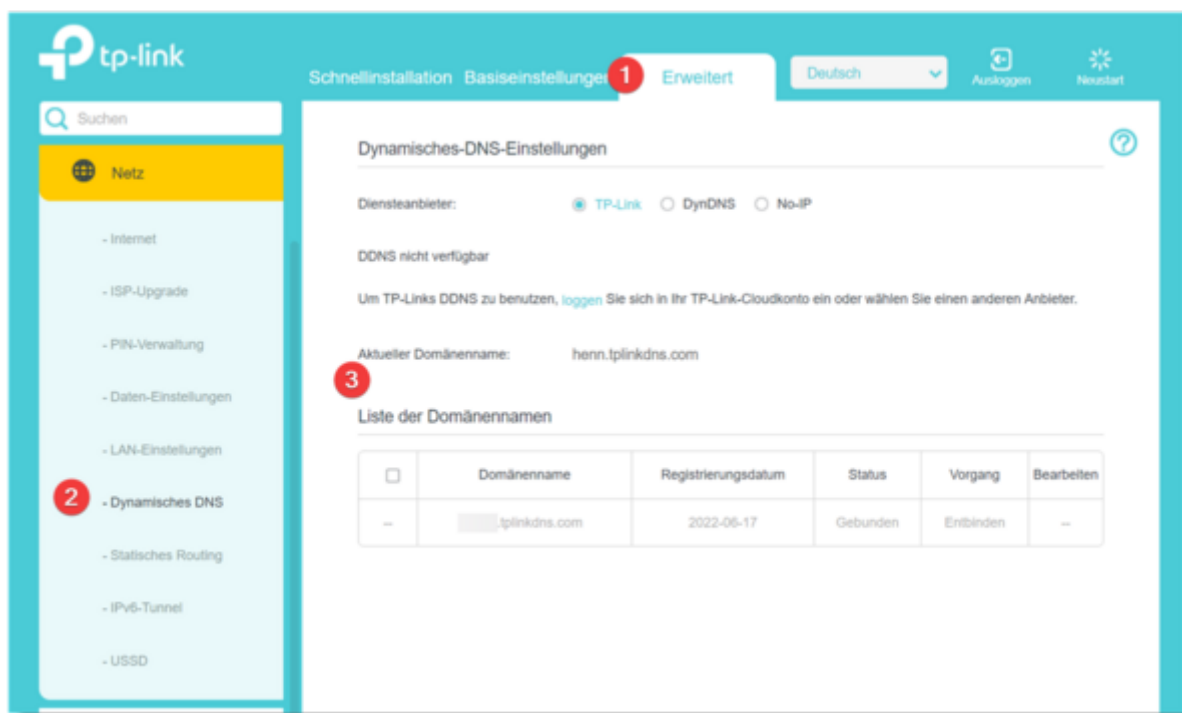 tp-link
Schnellinstallation Basiseinstellungen 1 Erweitert Deutsch Ausloggen Neustart
Suchen
Netz
- Internet
- ISP-Upgrade
- PIN-Verwaltung
- Daten-Einstellungen
- LAN-Einstellungen
2 - Dynamisches DNS
- Statisches Routing
- IPv6-Tunnel
- USSD
Dynamisches-DNS-Einstellungen ?
Diensteanbieter: TP-Link DynDNS No-IP
DDNS nicht verfügbar
Um TP-Links DDNS zu benutzen, loggen Sie sich in Ihr TP-Link-Cloudkonto ein oder wählen Sie einen anderen Anbieter.
Aktueller Domänenname: henn.tplinkdns.com
3
Liste der Domänennamen
Domänenname Registrierungsdatum Status Vorgang Bearbeiten
-- .tplinkdns.com 2022-06-17 Gebunden Entbinden --